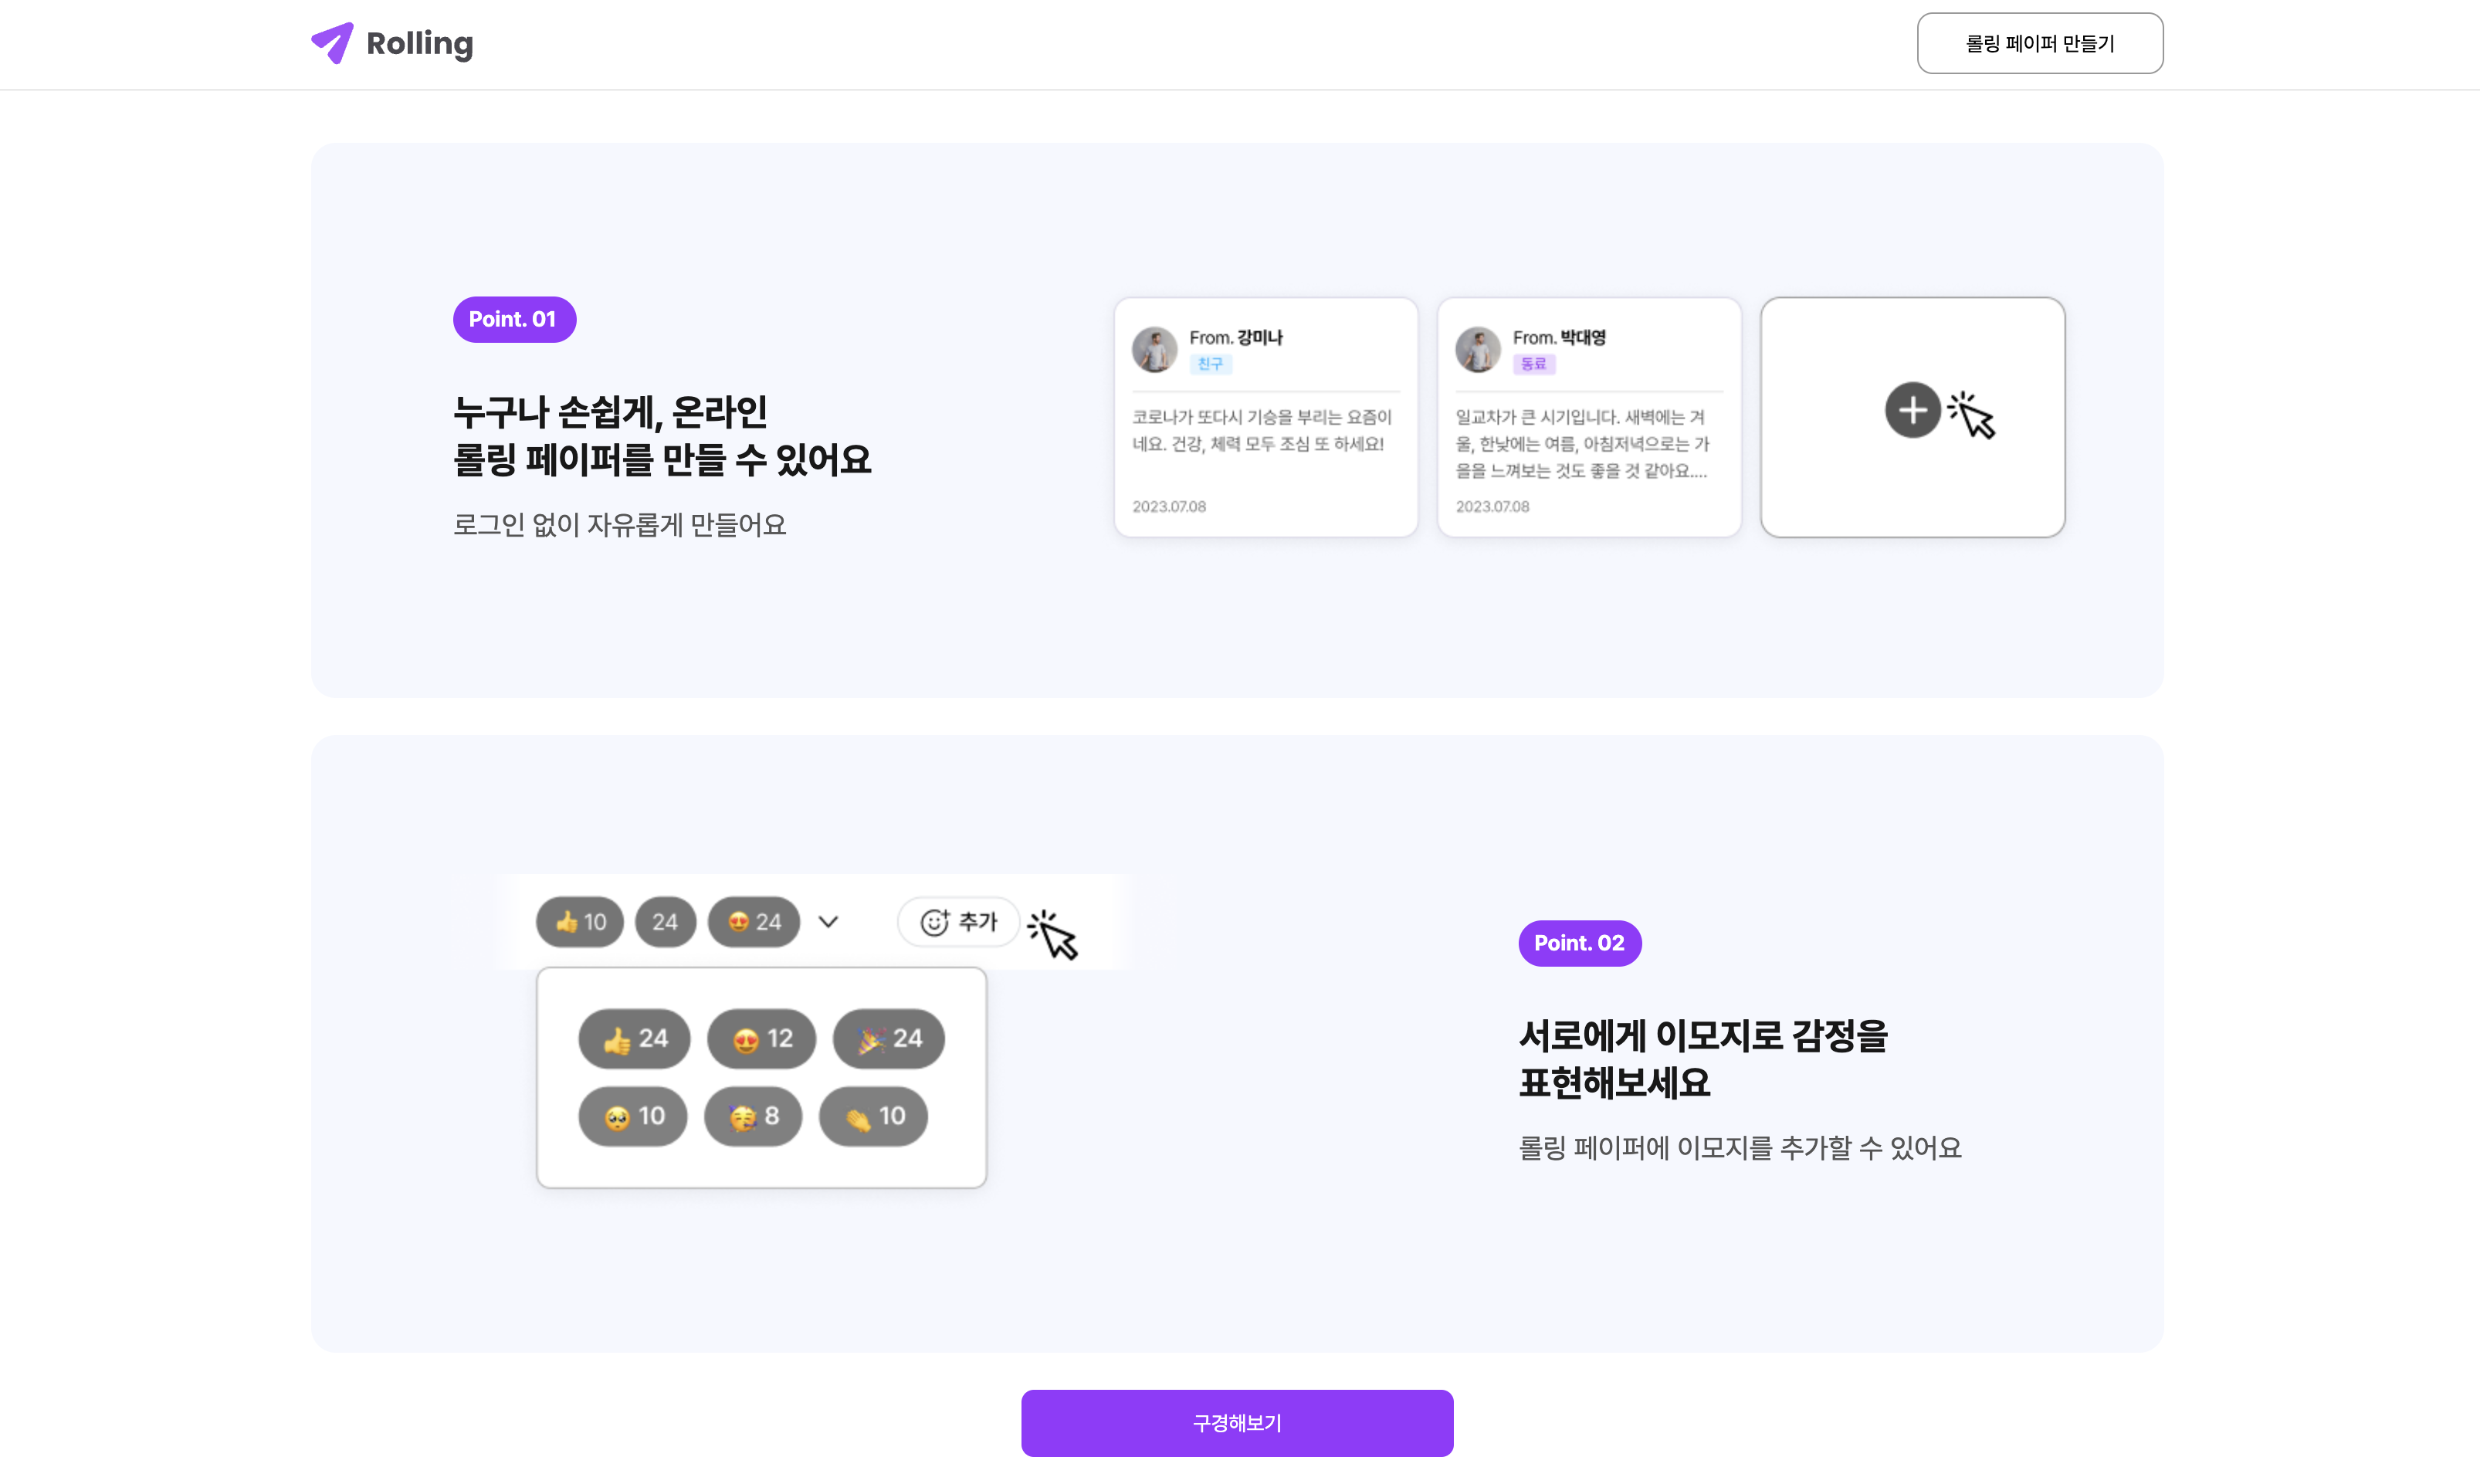 Rolling
롤링 페이퍼 만들기
Point. 01
누구나 손쉽게, 온라인
롤링 페이퍼를 만들 수 있어요
로그인 없이 자유롭게 만들어요
From. 강미나
친구
코로나가 또다시 기승을 부리는 요즘이
네요. 건강, 체력 모두 조심 또 하세요!
2023.07.08
From. 박대영
동료
일교차가 큰 시기입니다. 새벽에는 겨
울, 한낮에는 여름, 아침저녁으로는 가
을을 느껴보는 것도 좋을 것 같아요....
2023.07.08
👍 10 24 😍 24 추가
👍 24 😍 12 🎉 24
🥺 10 🥳 8 👏 10
Point. 02
서로에게 이모지로 감정을
표현해보세요
롤링 페이퍼에 이모지를 추가할 수 있어요
구경해보기